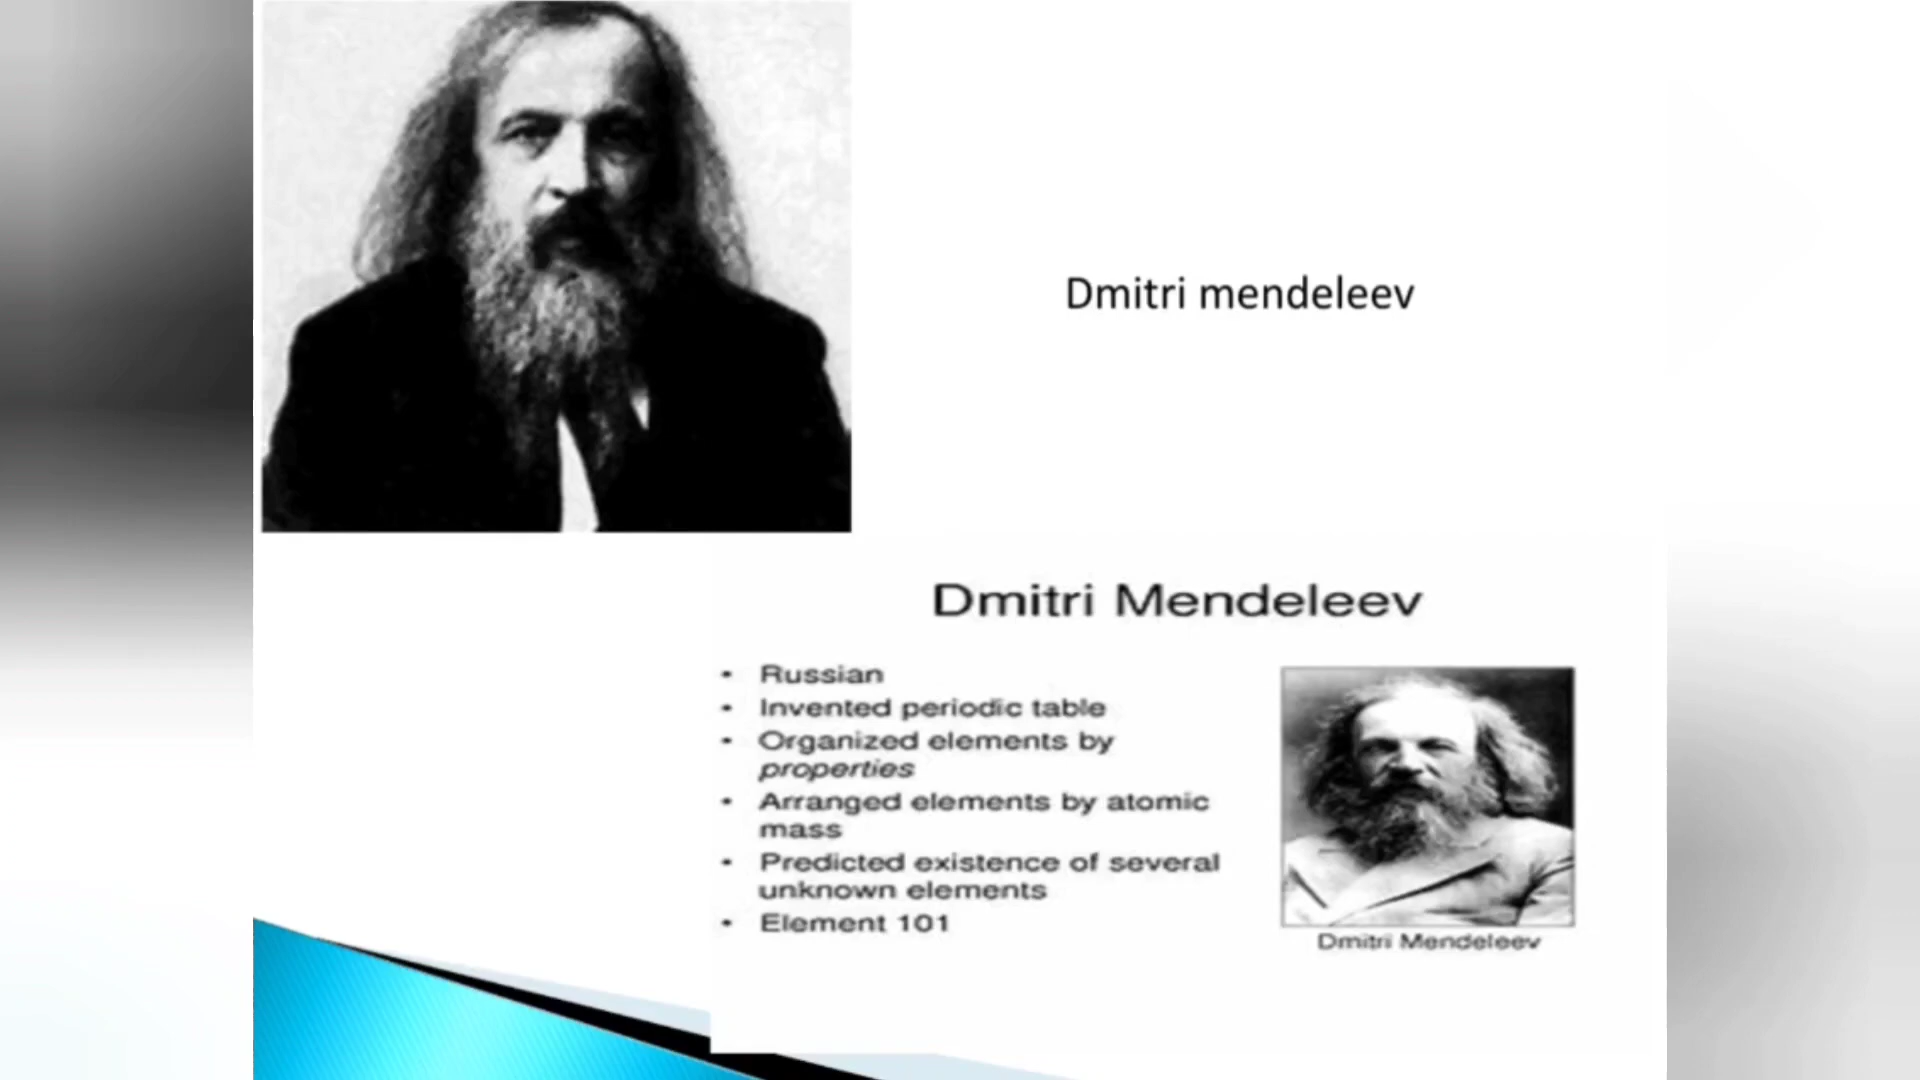 Dmitri mendeleev
Dmitri Mendeleev
• Russian
• Invented periodic table
• Organized elements by
properties
• Arranged elements by atomic
mass
• Predicted existence of several
unknown elements
• Element 101
Dmitri Mendeleev